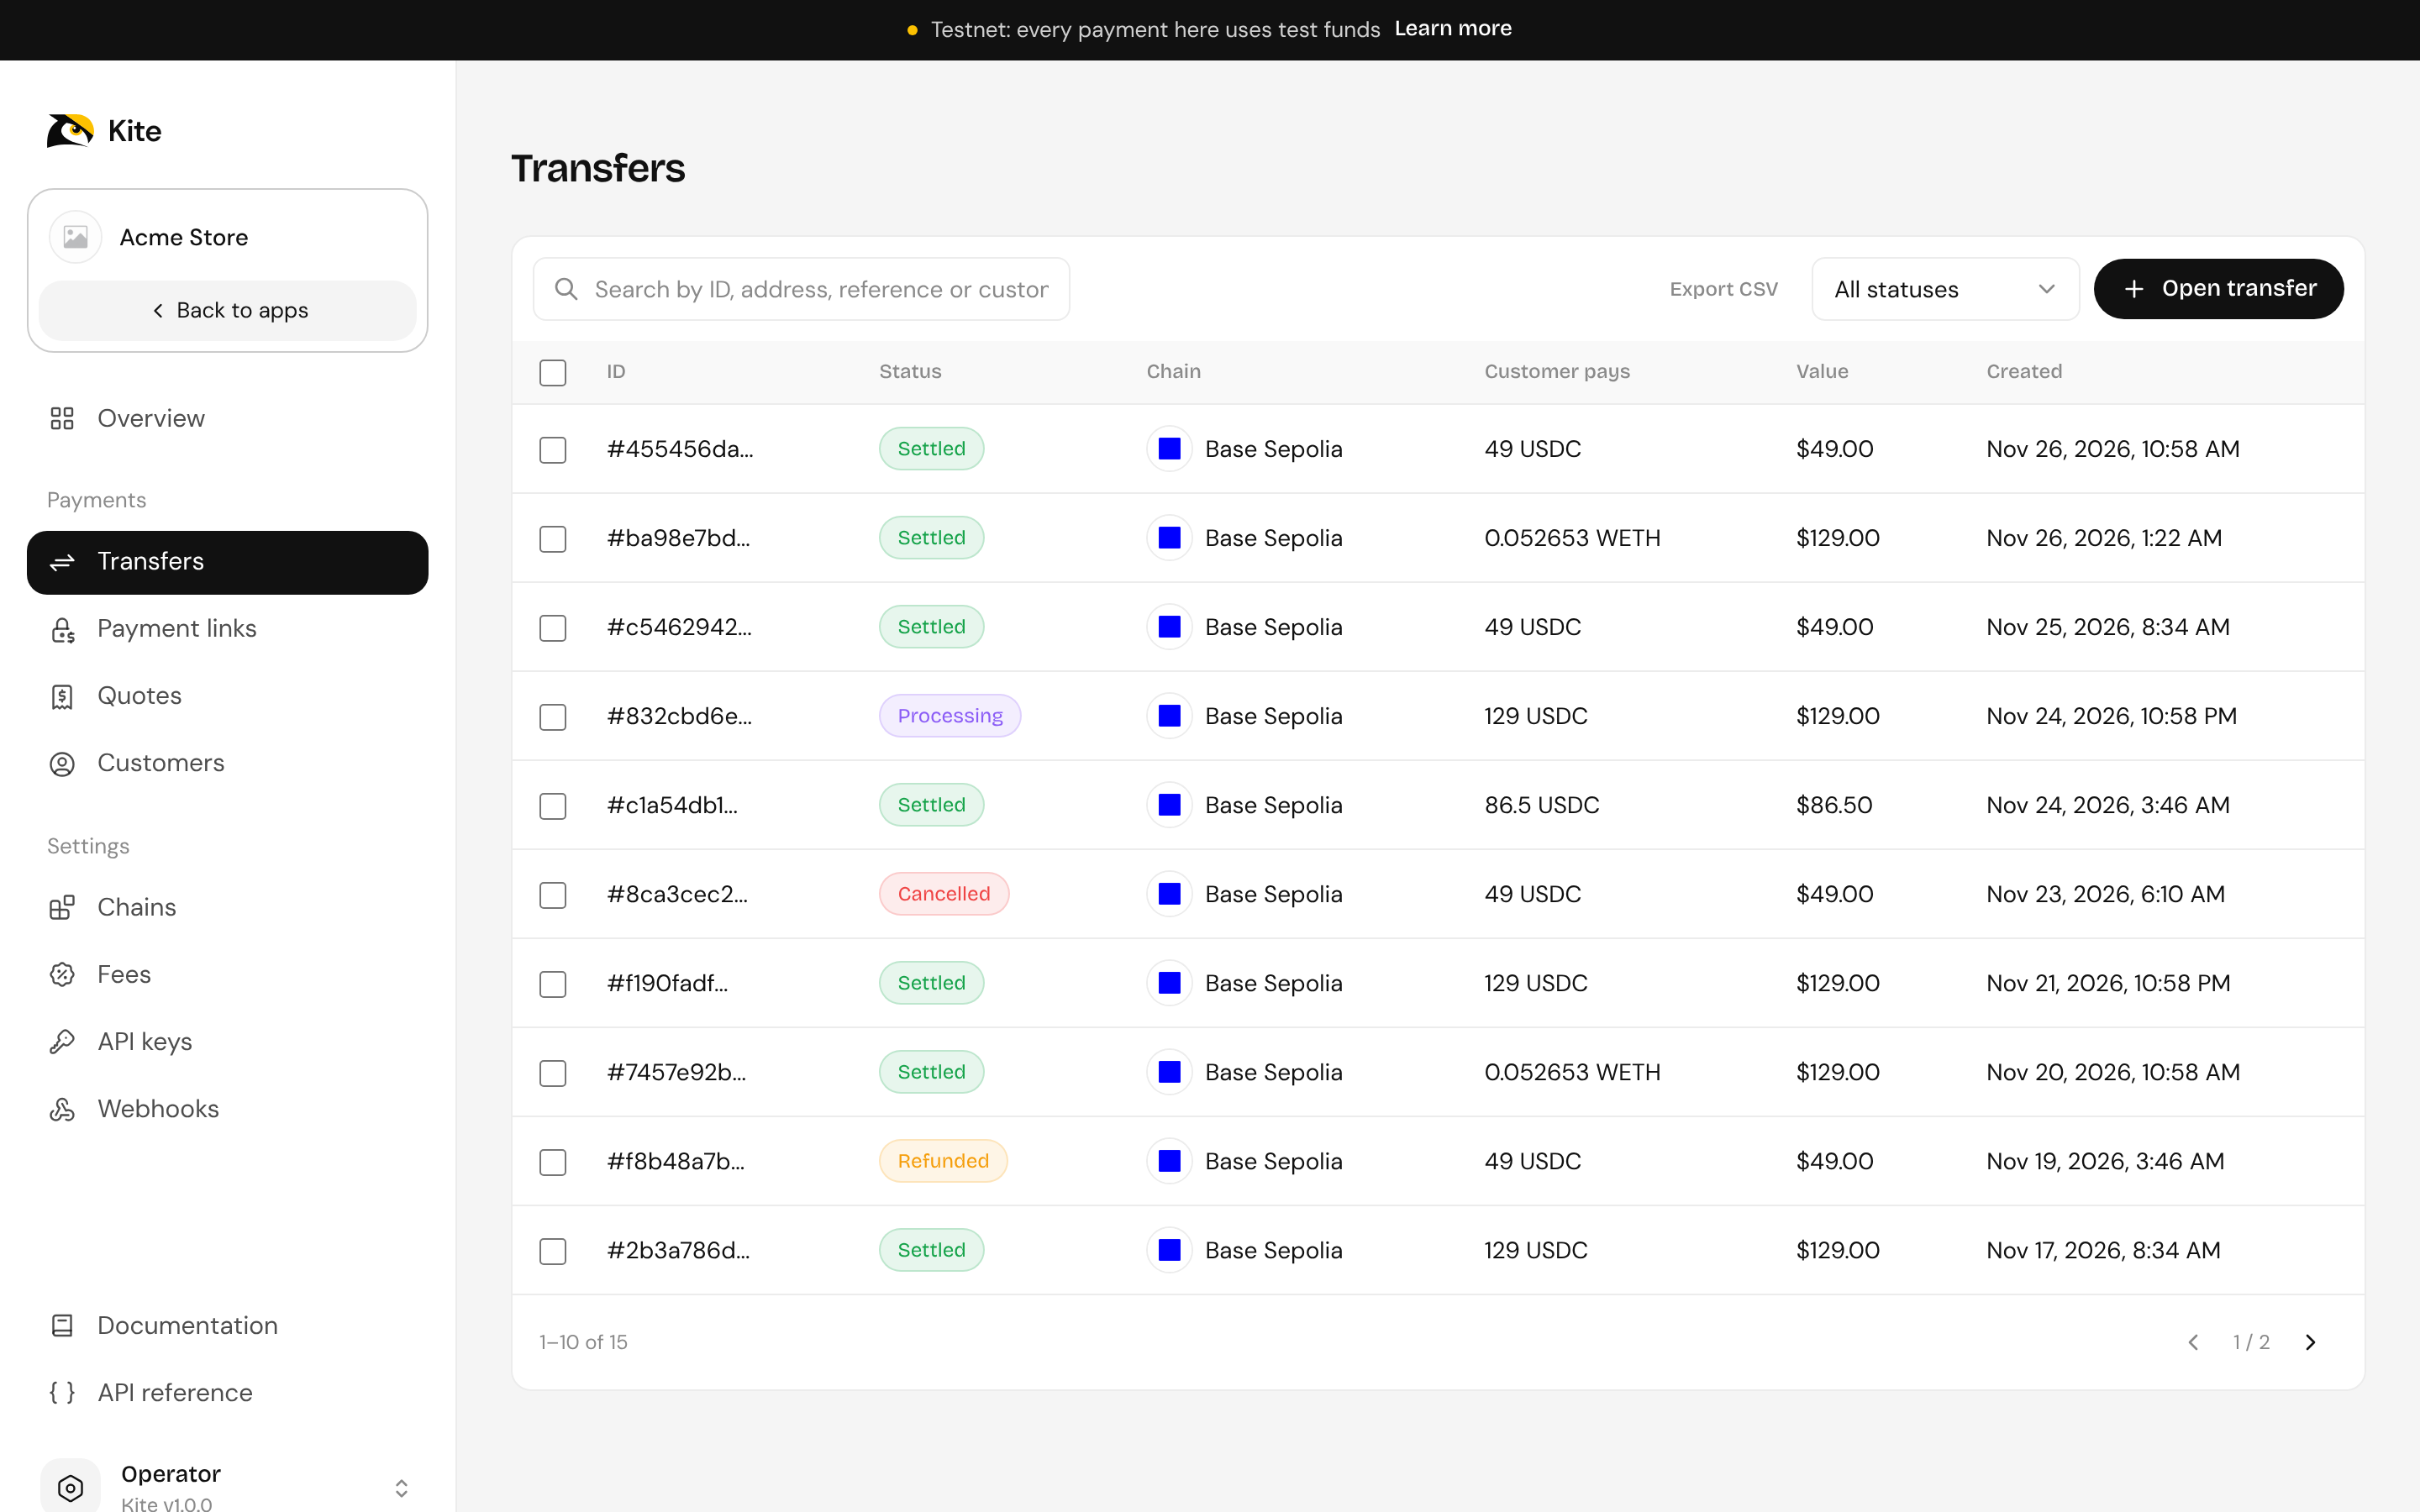 Testnet: every payment here uses test funds Learn more
Kite
Acme Store
Back to apps
Overview
Payments
Transfers
Payment links
Quotes
Customers
Settings
Chains
Fees
API keys
Webhooks
Documentation
API reference
Operator
Kite v1.0.0
Transfers
Search by ID, address, reference or custor
Export CSV
All statuses
Open transfer
ID Status Chain Customer pays Value Created
#455456da... Settled Base Sepolia 49 USDC $49.00 Nov 26, 2026, 10:58 AM
#ba98e7bd... Settled Base Sepolia 0.052653 WETH $129.00 Nov 26, 2026, 1:22 AM
#c5462942... Settled Base Sepolia 49 USDC $49.00 Nov 25, 2026, 8:34 AM
#832cbd6e... Processing Base Sepolia 129 USDC $129.00 Nov 24, 2026, 10:58 PM
#c1a54db1... Settled Base Sepolia 86.5 USDC $86.50 Nov 24, 2026, 3:46 AM
#8ca3cec2... Cancelled Base Sepolia 49 USDC $49.00 Nov 23, 2026, 6:10 AM
#f190fadf... Settled Base Sepolia 129 USDC $129.00 Nov 21, 2026, 10:58 PM
#7457e92b... Settled Base Sepolia 0.052653 WETH $129.00 Nov 20, 2026, 10:58 AM
#f8b48a7b... Refunded Base Sepolia 49 USDC $49.00 Nov 19, 2026, 3:46 AM
#2b3a786d... Settled Base Sepolia 129 USDC $129.00 Nov 17, 2026, 8:34 AM
1–10 of 15
1 / 2